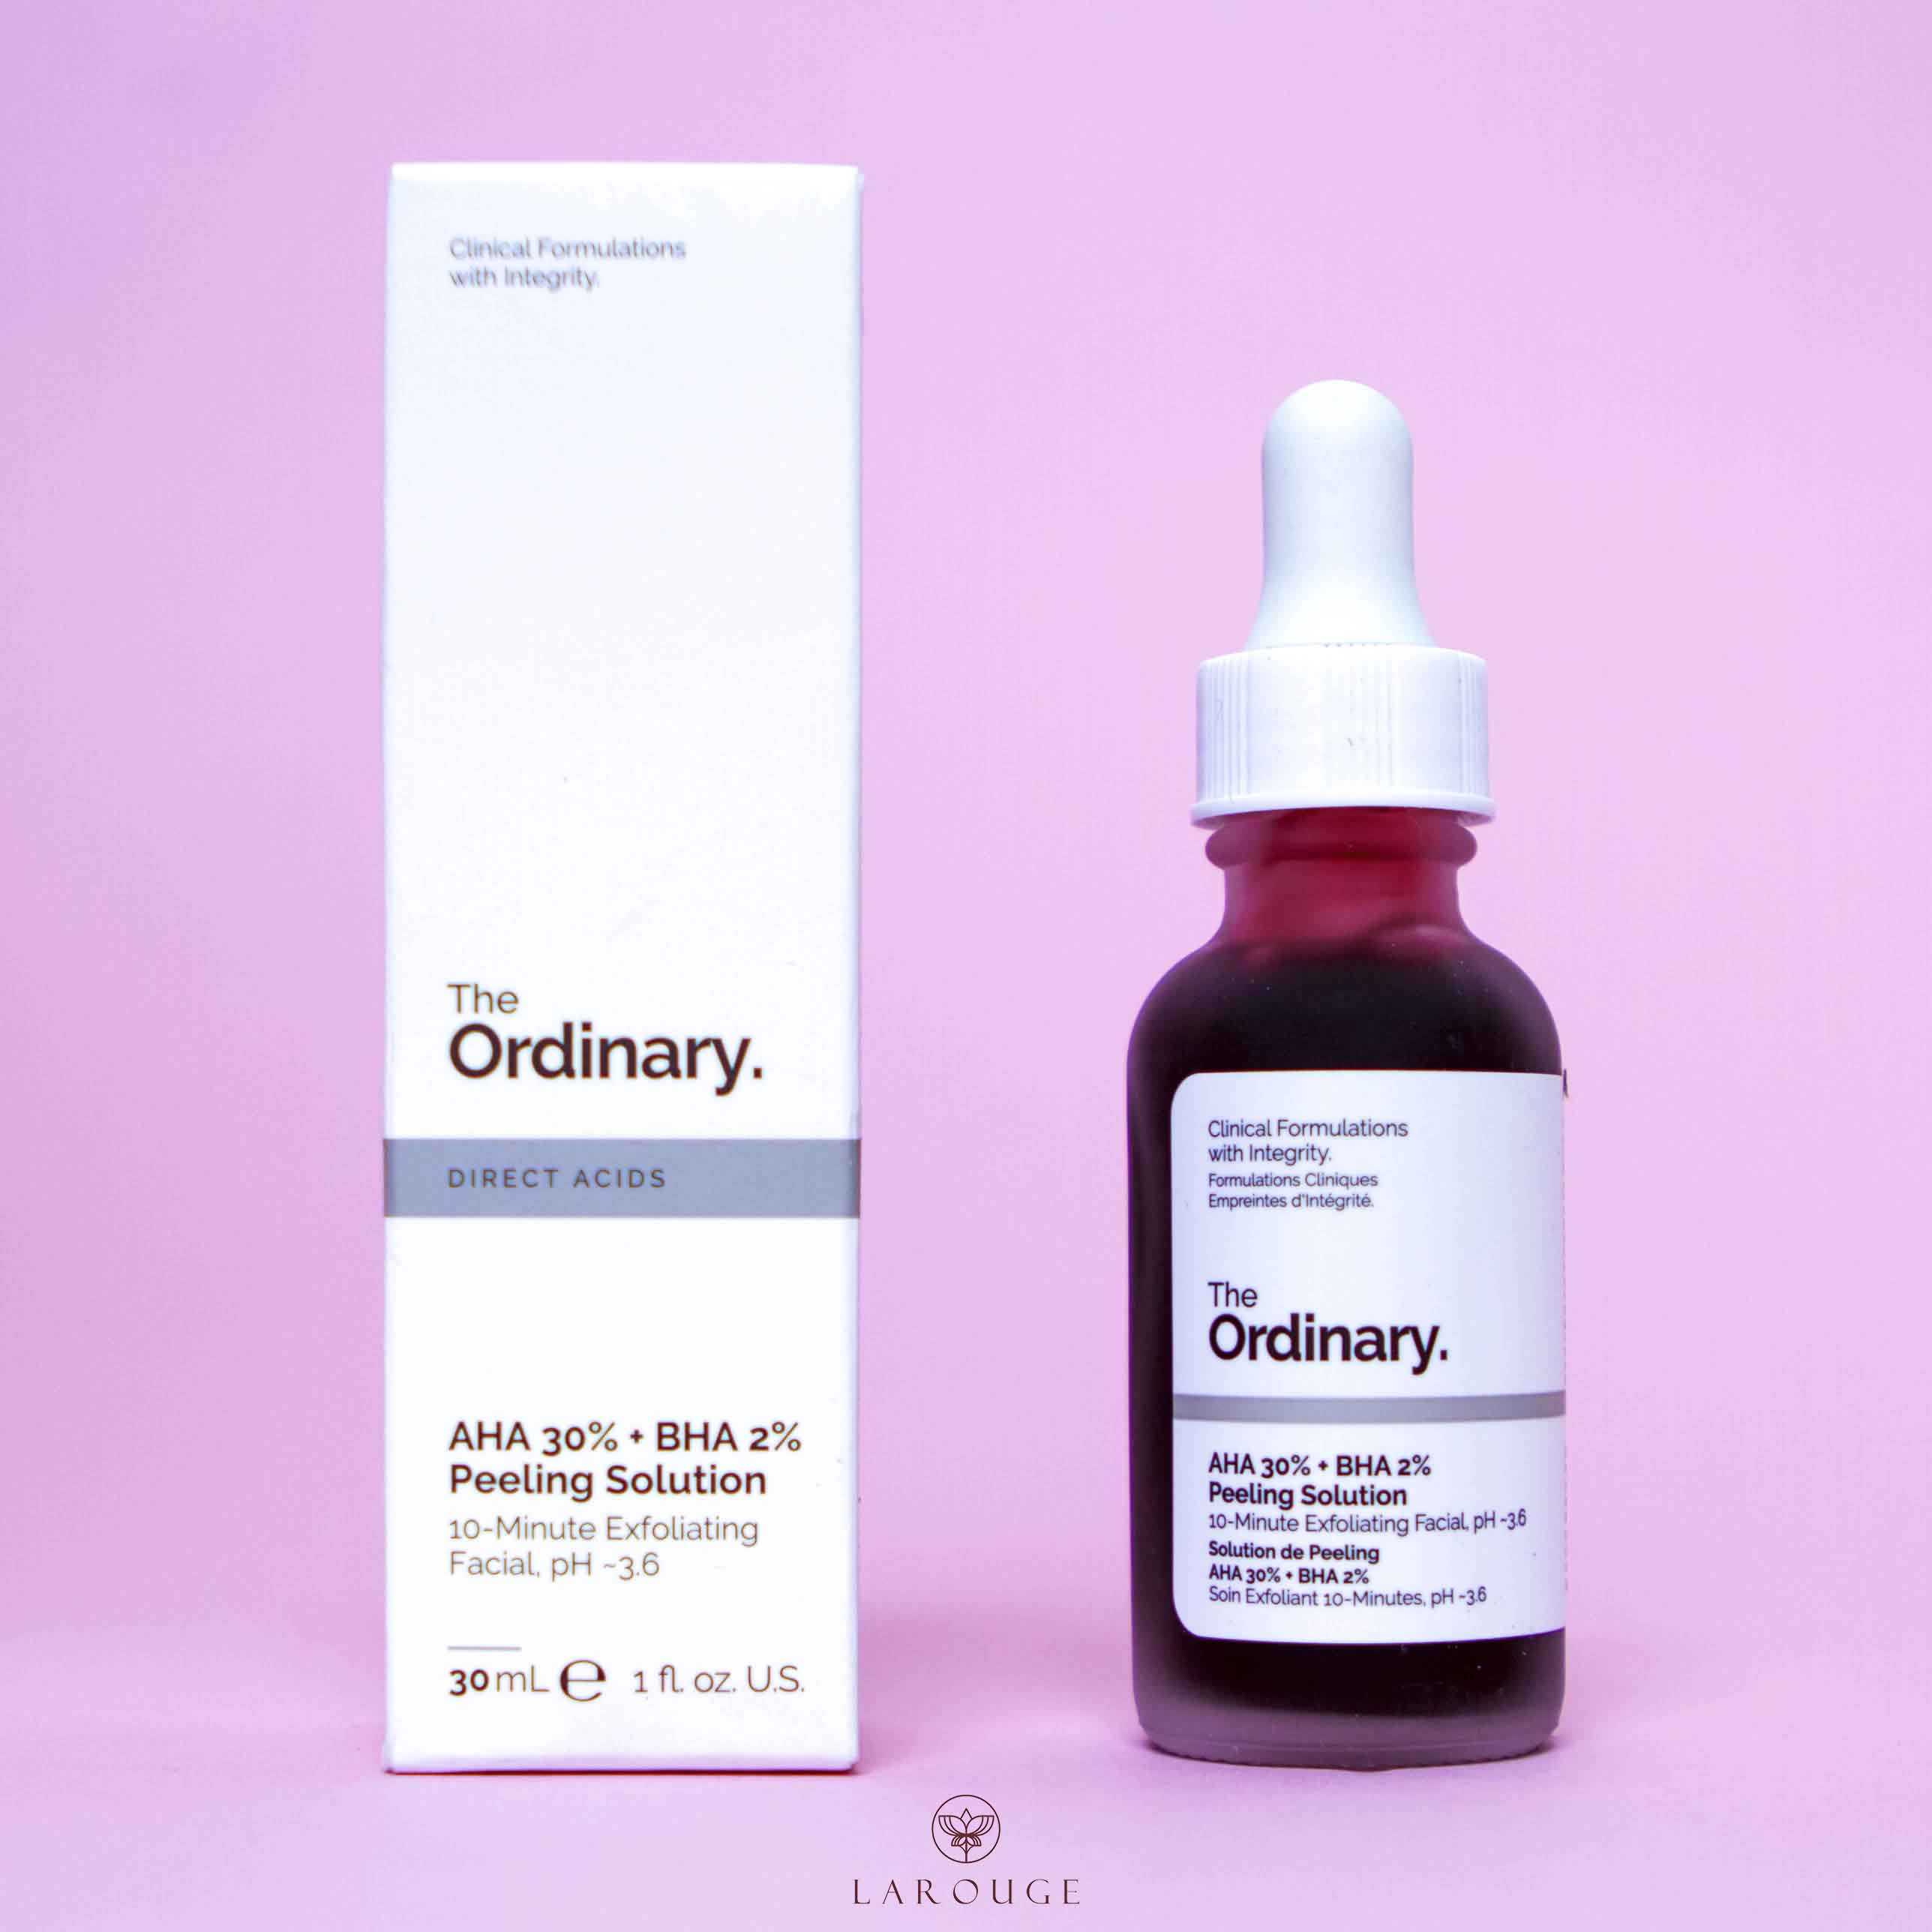 Clinical Formulations
with Integrity.
The
Ordinary.
DIRECT ACIDS
AHA 30% + BHA 2%
Peeling Solution
10-Minute Exfoliating
Facial, pH ~3.6
30 mL ℮ 1 fl. oz. U.S.
Clinical Formulations
with Integrity.
Formulations Cliniques
Empreintes d'Intégrité.
The
Ordinary.
AHA 30% + BHA 2%
Peeling Solution
10-Minute Exfoliating Facial, pH ~3.6
Solution de Peeling
AHA 30% + BHA 2%
Soin Exfoliant 10-Minutes, pH ~3.6
LAROUGE